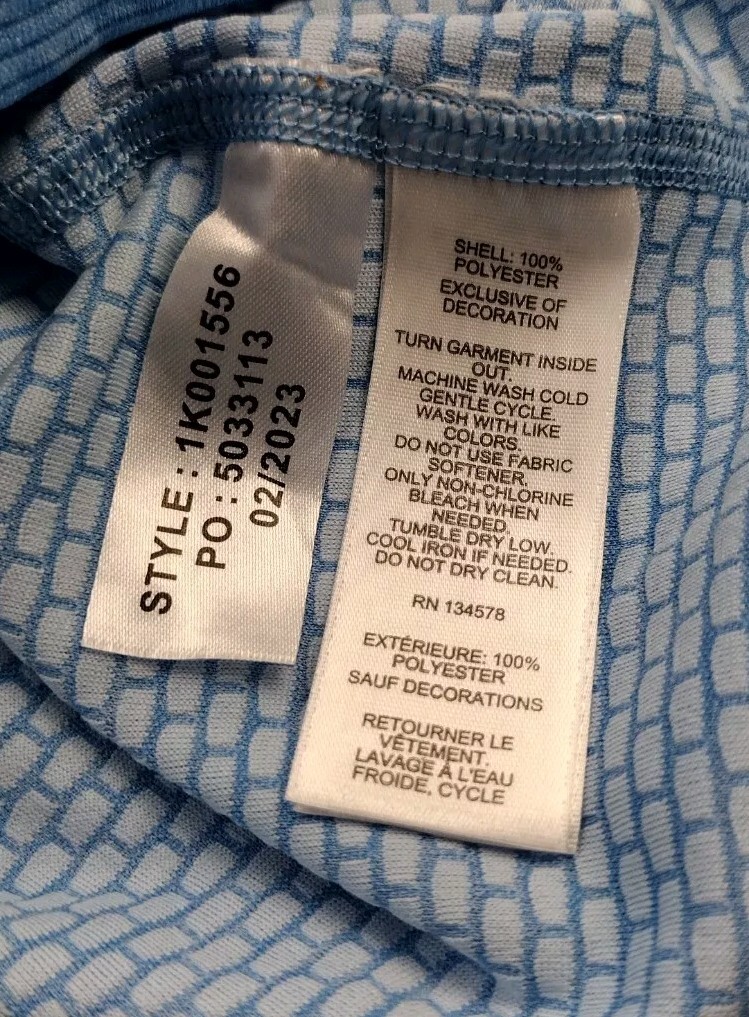 STYLE : 1K001556
PO : 5033113
02/2023
SHELL: 100%
POLYESTER
EXCLUSIVE OF
DECORATION
TURN GARMENT INSIDE
OUT.
MACHINE WASH COLD
GENTLE CYCLE.
WASH WITH LIKE
COLORS.
DO NOT USE FABRIC
SOFTENER.
ONLY NON-CHLORINE
BLEACH WHEN
NEEDED.
TUMBLE DRY LOW.
COOL IRON IF NEEDED.
DO NOT DRY CLEAN.
RN 134578
EXTÉRIEURE: 100%
POLYESTER
SAUF DECORATIONS
RETOURNER LE
VÊTEMENT.
LAVAGE À L'EAU
FROIDE, CYCLE